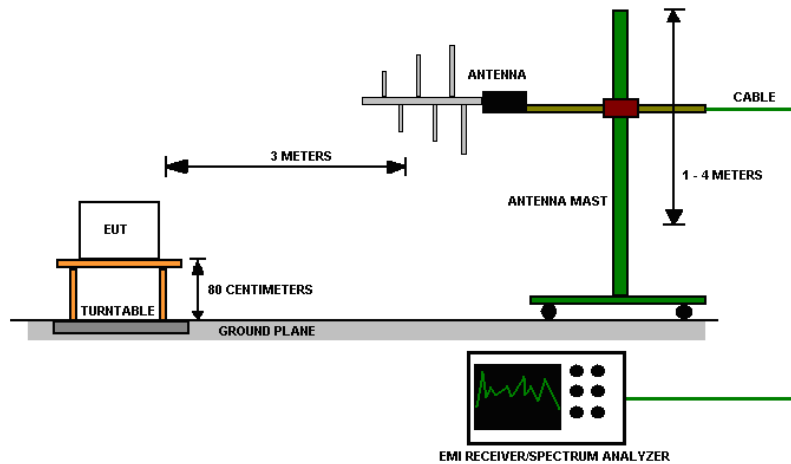 ANTENNA
CABLE
3 METERS
1 - 4 METERS
ANTENNA MAST
EUT
80 CENTIMETERS
TURNTABLE
GROUND PLANE
EMI RECEIVER/SPECTRUM ANALYZER